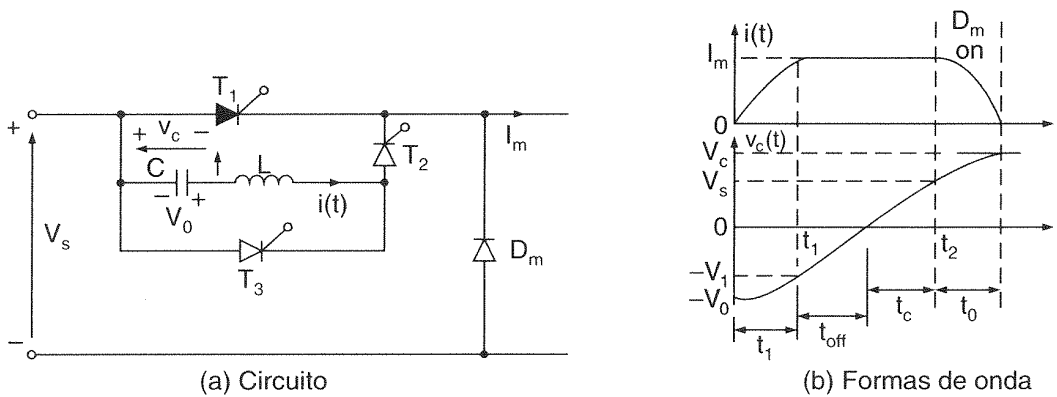 T₁
+
+ v_c −
I_m
T₂
C
L
− +
V₀
i(t)
V_s
T₃
D_m
−
(a) Circuito
i(t)
D_m
on
I_m
0
v_c(t)
V_c
V_s
0
t₁
t₂
−V₁
−V₀
t_c
t₀
t₁
t_off
(b) Formas de onda